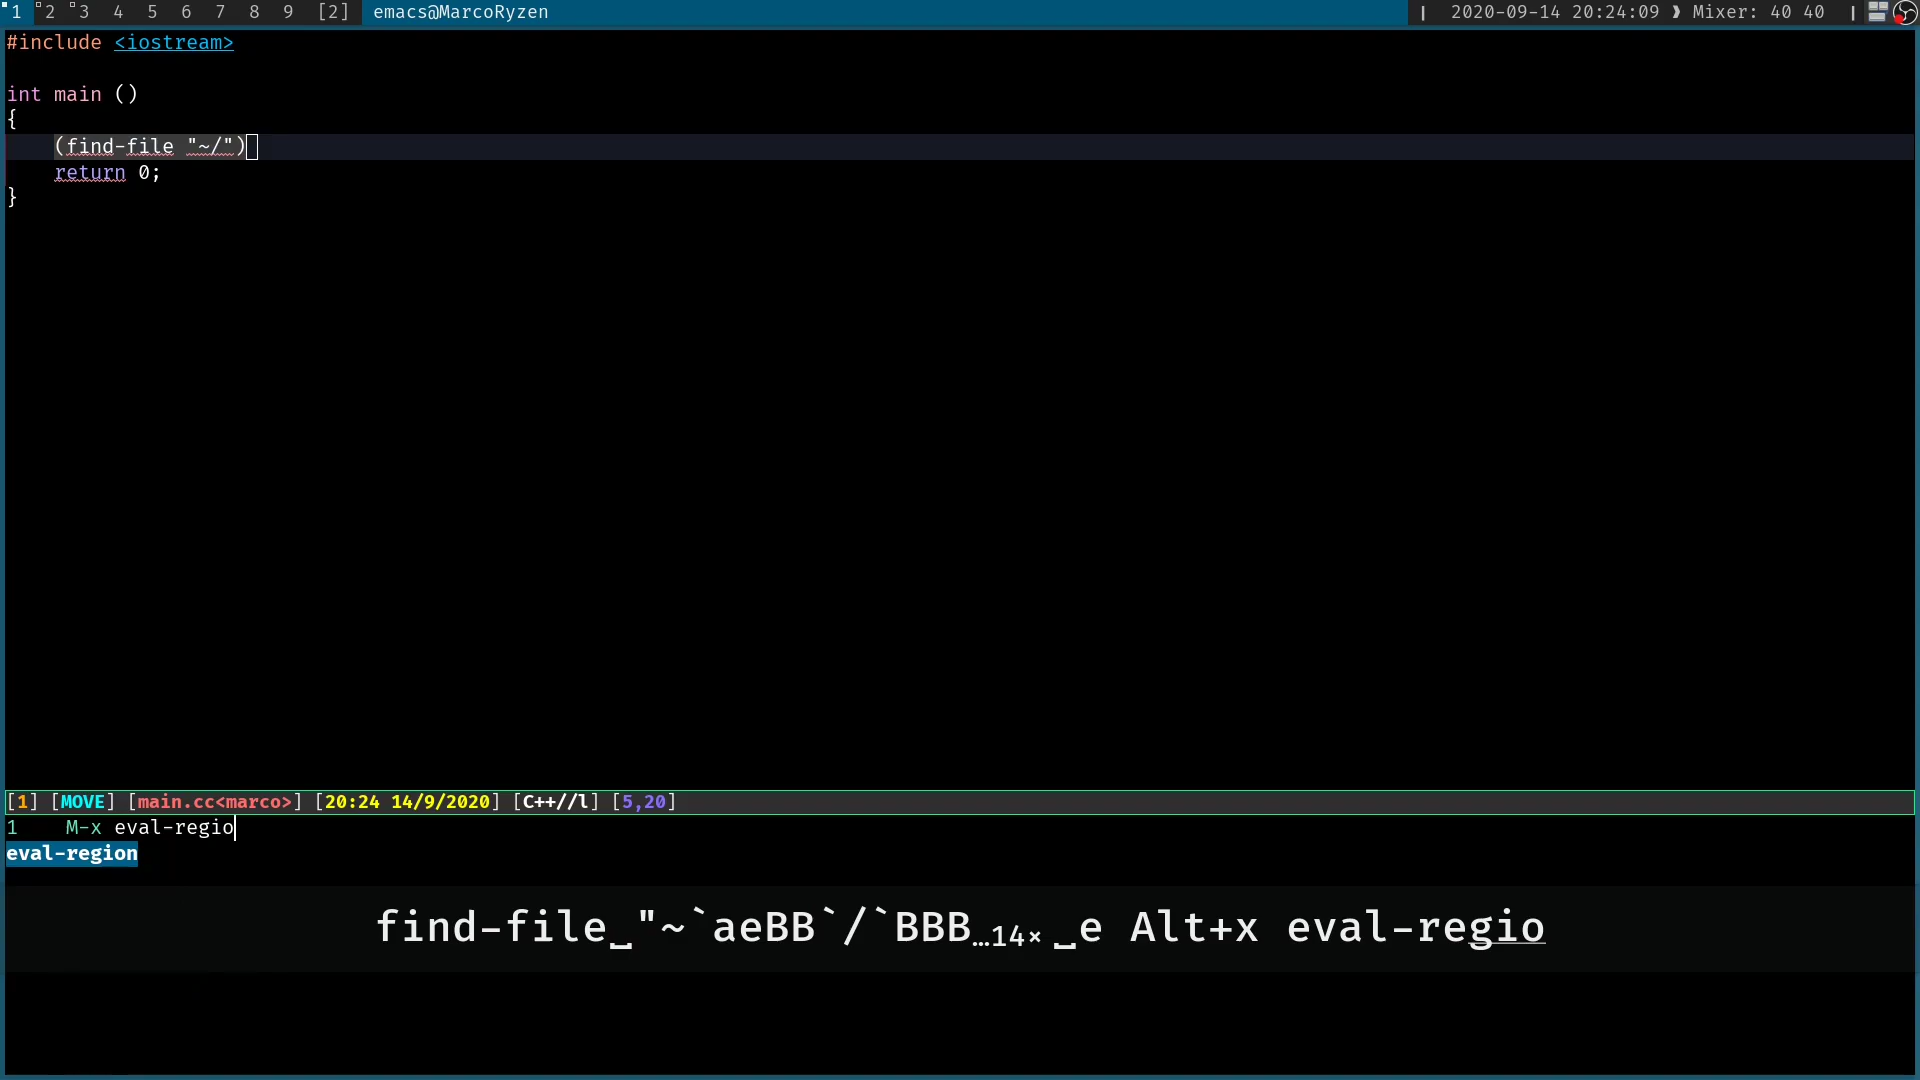 1 2 3 4 5 6 7 8 9 [2] emacs@MarcoRyzen | 2020-09-14 20:24:09 ❱ Mixer: 40 40 |
#include <iostream>
int main ()
{
    (find-file "~/")
    return 0;
}
[1] [MOVE] [main.cc<marco>] [20:24 14/9/2020] [C++//l] [5,20]
1    M-x eval-regio
eval-region
find-file␣"~`aeBB`/`BBB…14× ␣e Alt+x eval-regio